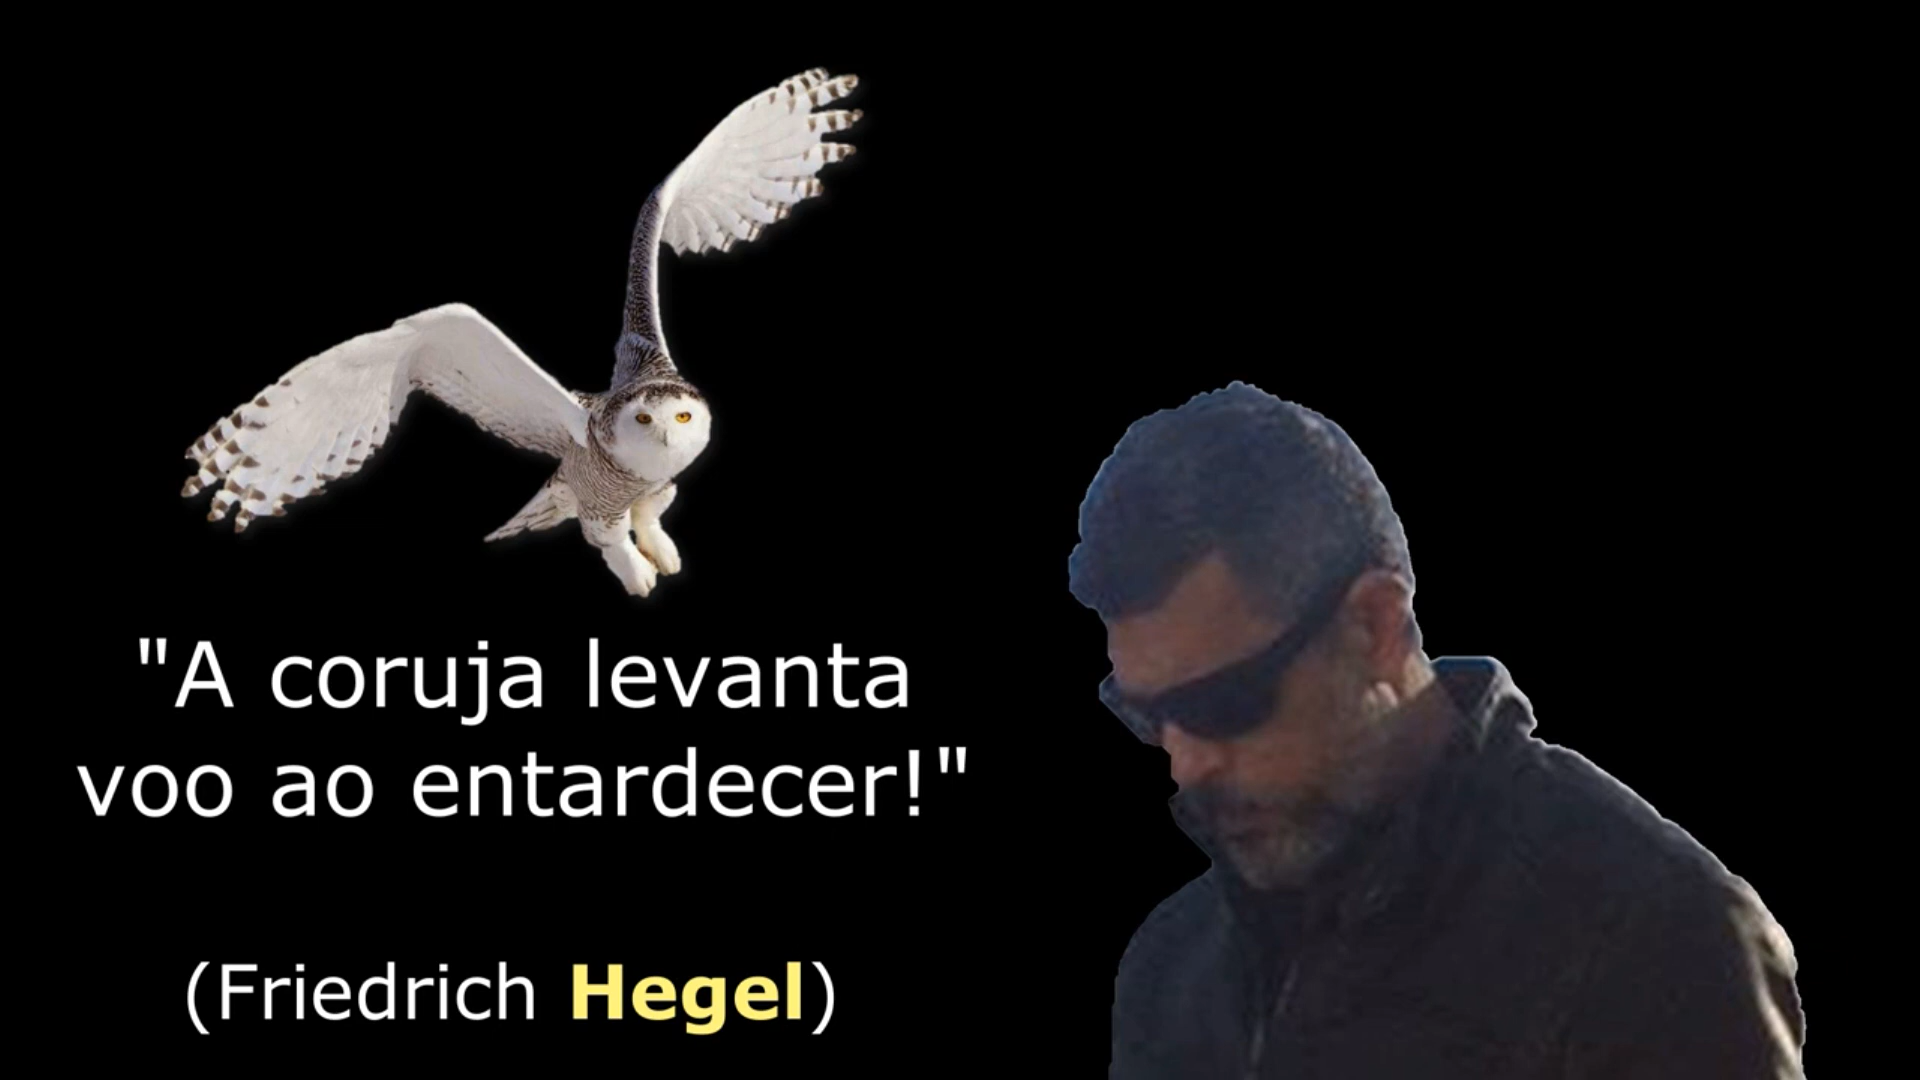 "A coruja levanta
voo ao entardecer!"
(Friedrich Hegel)